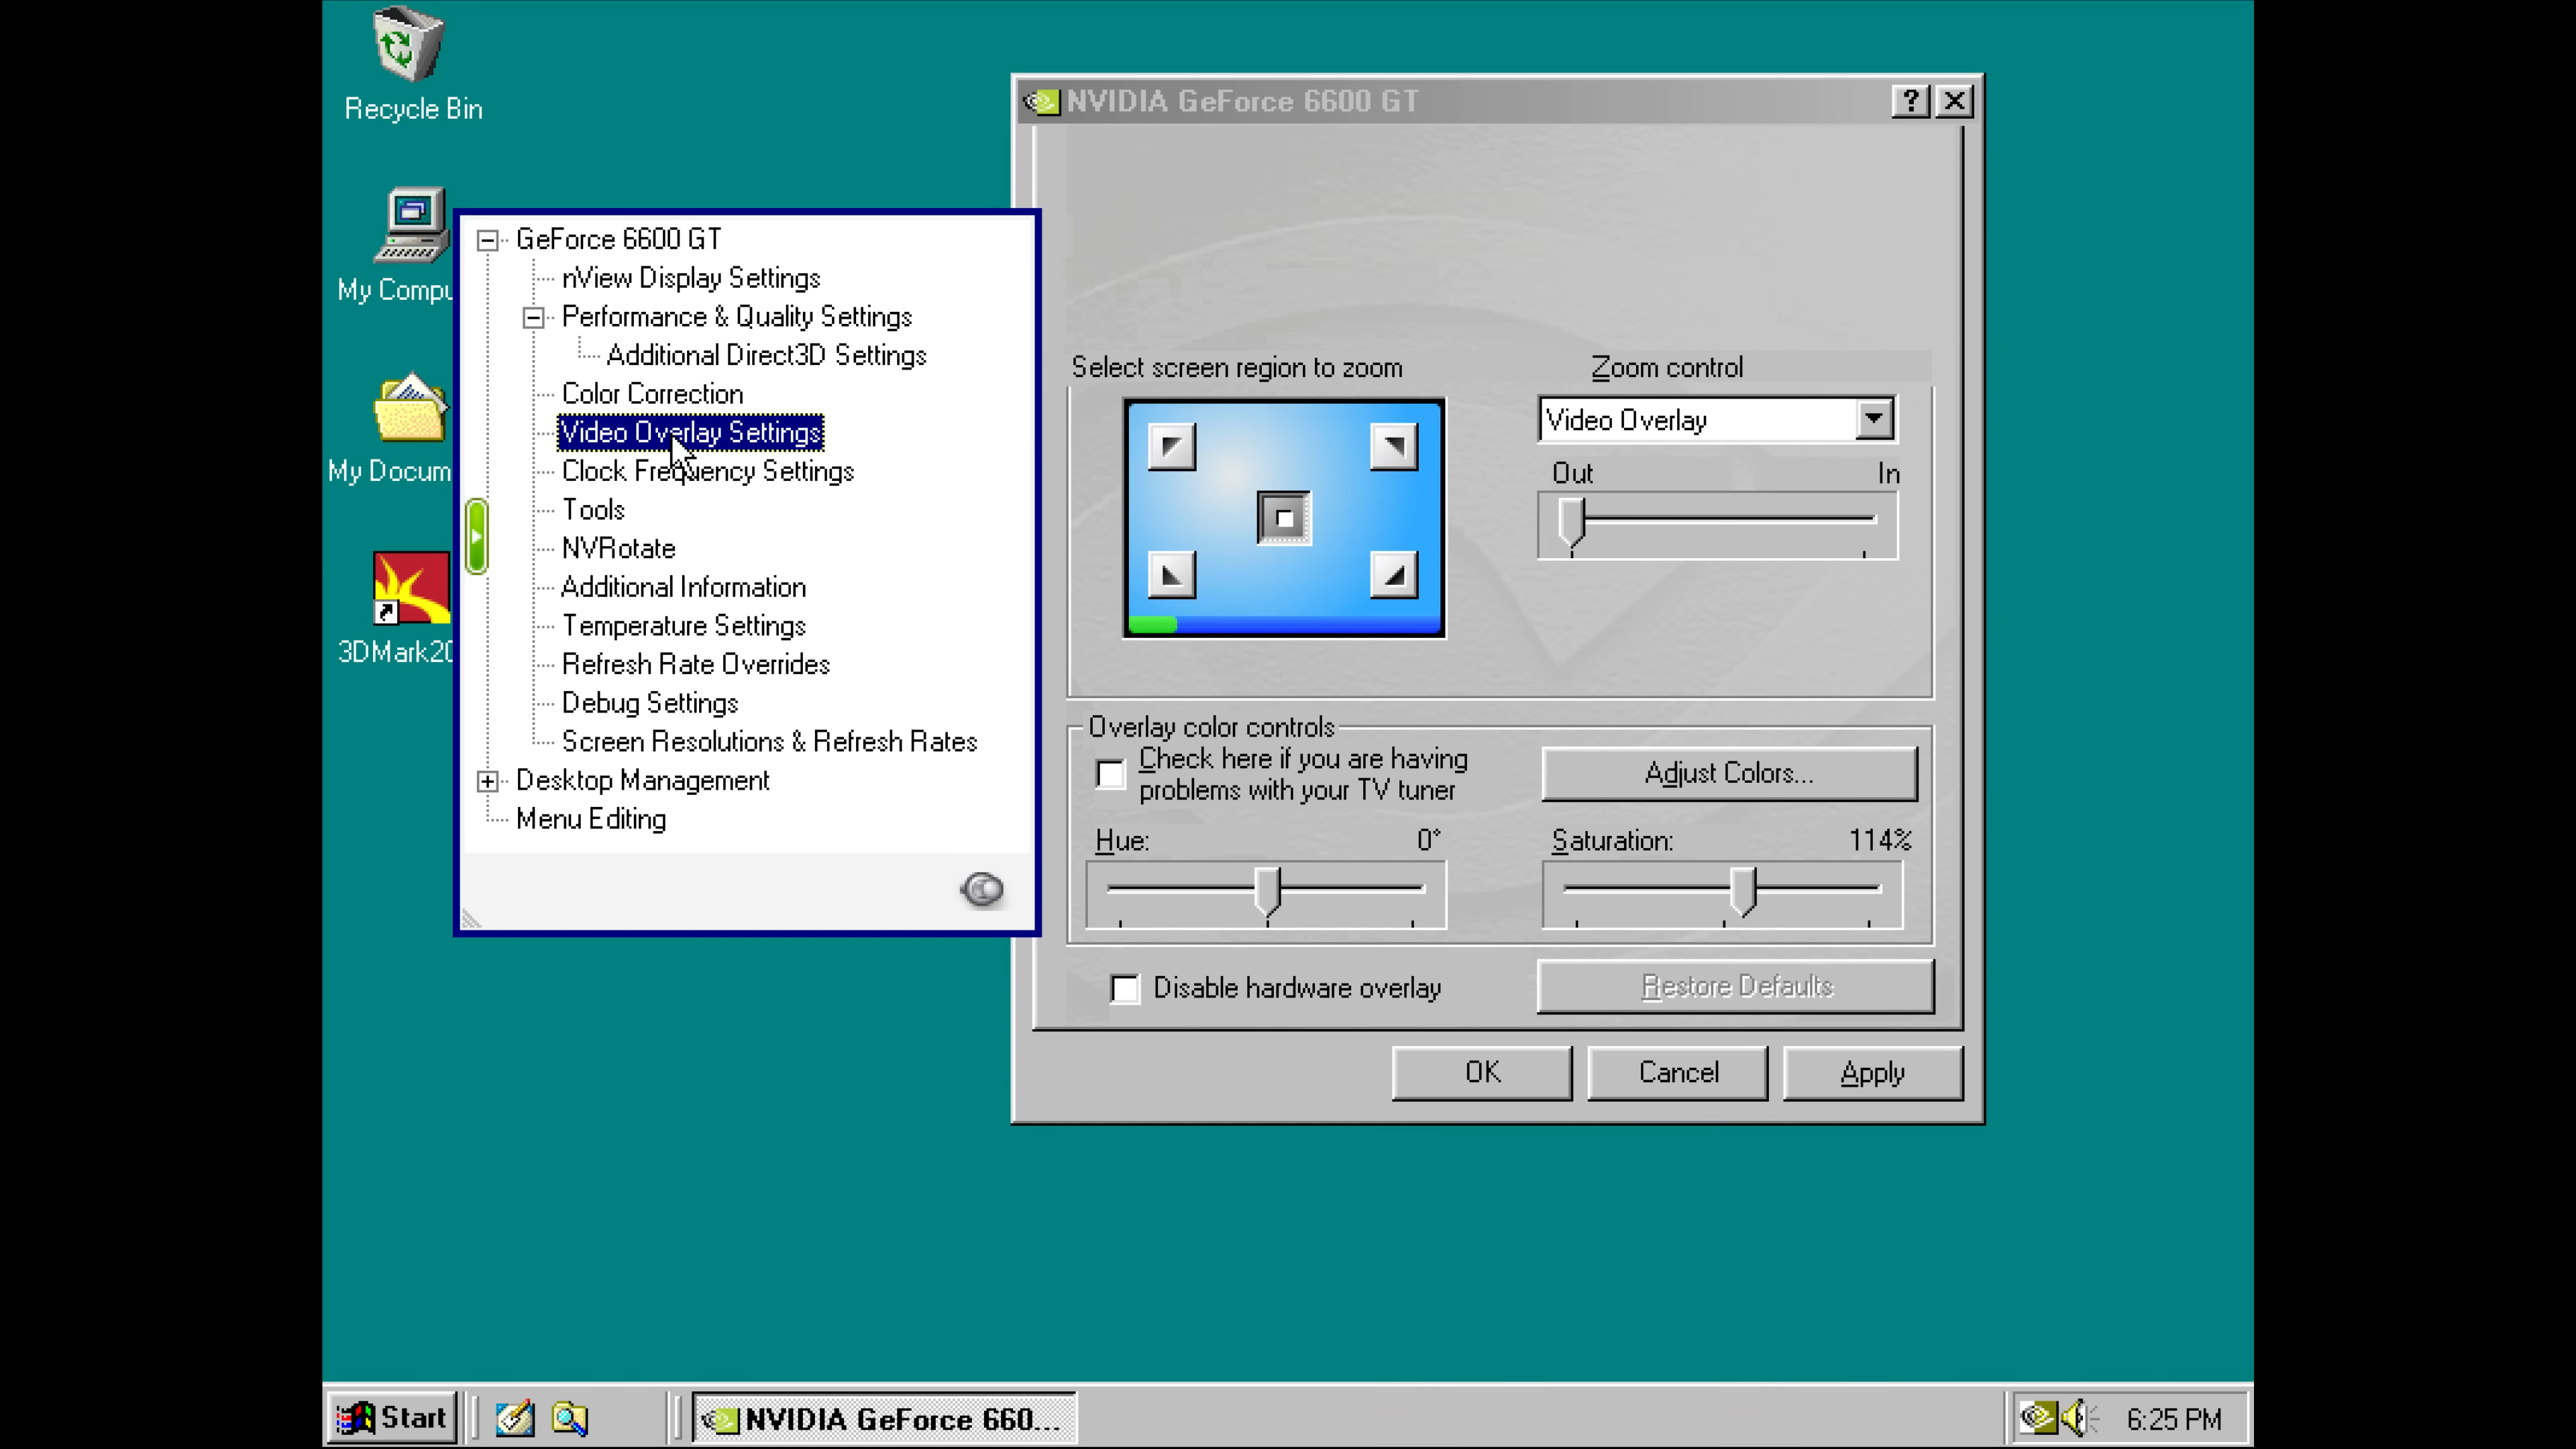 Recycle Bin
My Compu
My Docum
3DMark20
NVIDIA GeForce 6600 GT
GeForce 6600 GT
nView Display Settings
Performance & Quality Settings
Additional Direct3D Settings
Color Correction
Video Overlay Settings
Clock Frequency Settings
Tools
NVRotate
Additional Information
Temperature Settings
Refresh Rate Overrides
Debug Settings
Screen Resolutions & Refresh Rates
Desktop Management
Menu Editing
Select screen region to zoom
Zoom control
Video Overlay
Out In
Overlay color controls
Check here if you are having
problems with your TV tuner
Adjust Colors...
Hue: 0°
Saturation: 114%
Disable hardware overlay
Restore Defaults
OK Cancel Apply
Start
NVIDIA GeForce 660...
6:25 PM